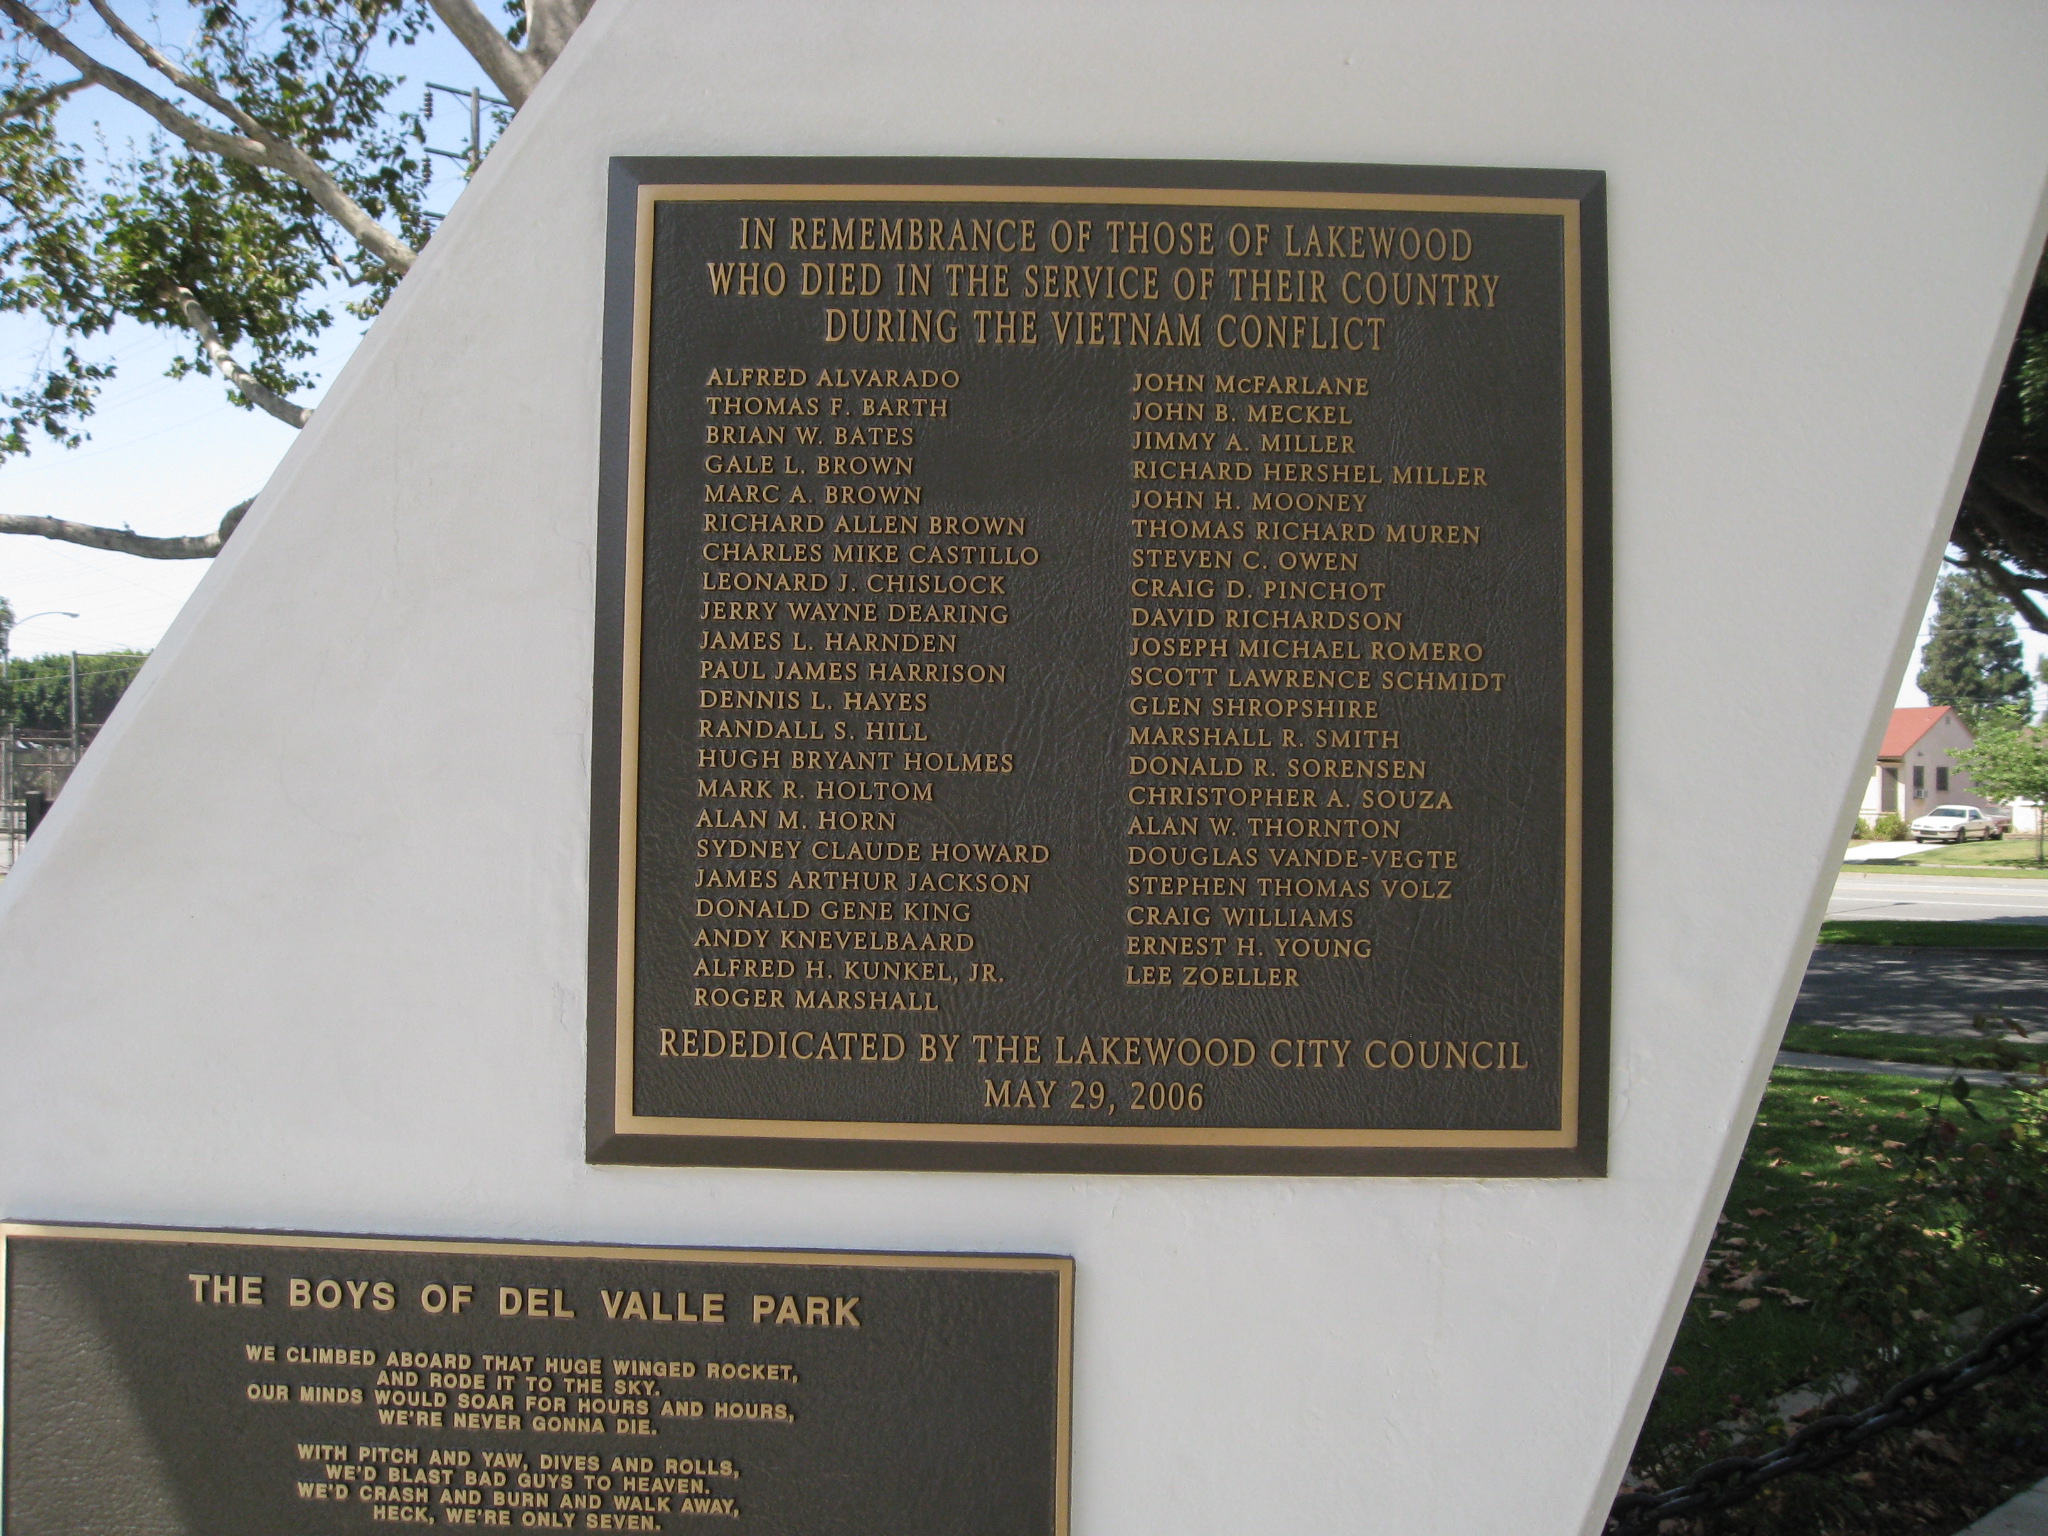 IN REMEMBRANCE OF THOSE OF LAKEWOOD
WHO DIED IN THE SERVICE OF THEIR COUNTRY
DURING THE VIETNAM CONFLICT
ALFRED ALVARADO
THOMAS F. BARTH
BRIAN W. BATES
GALE L. BROWN
MARC A. BROWN
RICHARD ALLEN BROWN
CHARLES MIKE CASTILLO
LEONARD J. CHISLOCK
JERRY WAYNE DEARING
JAMES L. HARNDEN
PAUL JAMES HARRISON
DENNIS L. HAYES
RANDALL S. HILL
HUGH BRYANT HOLMES
MARK R. HOLTOM
ALAN M. HORN
SYDNEY CLAUDE HOWARD
JAMES ARTHUR JACKSON
DONALD GENE KING
ANDY KNEVELBAARD
ALFRED H. KUNKEL, JR.
ROGER MARSHALL
JOHN McFARLANE
JOHN B. MECKEL
JIMMY A. MILLER
RICHARD HERSHEL MILLER
JOHN H. MOONEY
THOMAS RICHARD MUREN
STEVEN C. OWEN
CRAIG D. PINCHOT
DAVID RICHARDSON
JOSEPH MICHAEL ROMERO
SCOTT LAWRENCE SCHMIDT
GLEN SHROPSHIRE
MARSHALL R. SMITH
DONALD R. SORENSEN
CHRISTOPHER A. SOUZA
ALAN W. THORNTON
DOUGLAS VANDE-VEGTE
STEPHEN THOMAS VOLZ
CRAIG WILLIAMS
ERNEST H. YOUNG
LEE ZOELLER
REDEDICATED BY THE LAKEWOOD CITY COUNCIL
MAY 29, 2006
THE BOYS OF DEL VALLE PARK
WE CLIMBED ABOARD THAT HUGE WINGED ROCKET,
AND RODE IT TO THE SKY.
OUR MINDS WOULD SOAR FOR HOURS AND HOURS,
WE'RE NEVER GONNA DIE.
WITH PITCH AND YAW, DIVES AND ROLLS,
WE'D BLAST BAD GUYS TO HEAVEN.
WE'D CRASH AND BURN AND WALK AWAY,
HECK, WE'RE ONLY SEVEN.